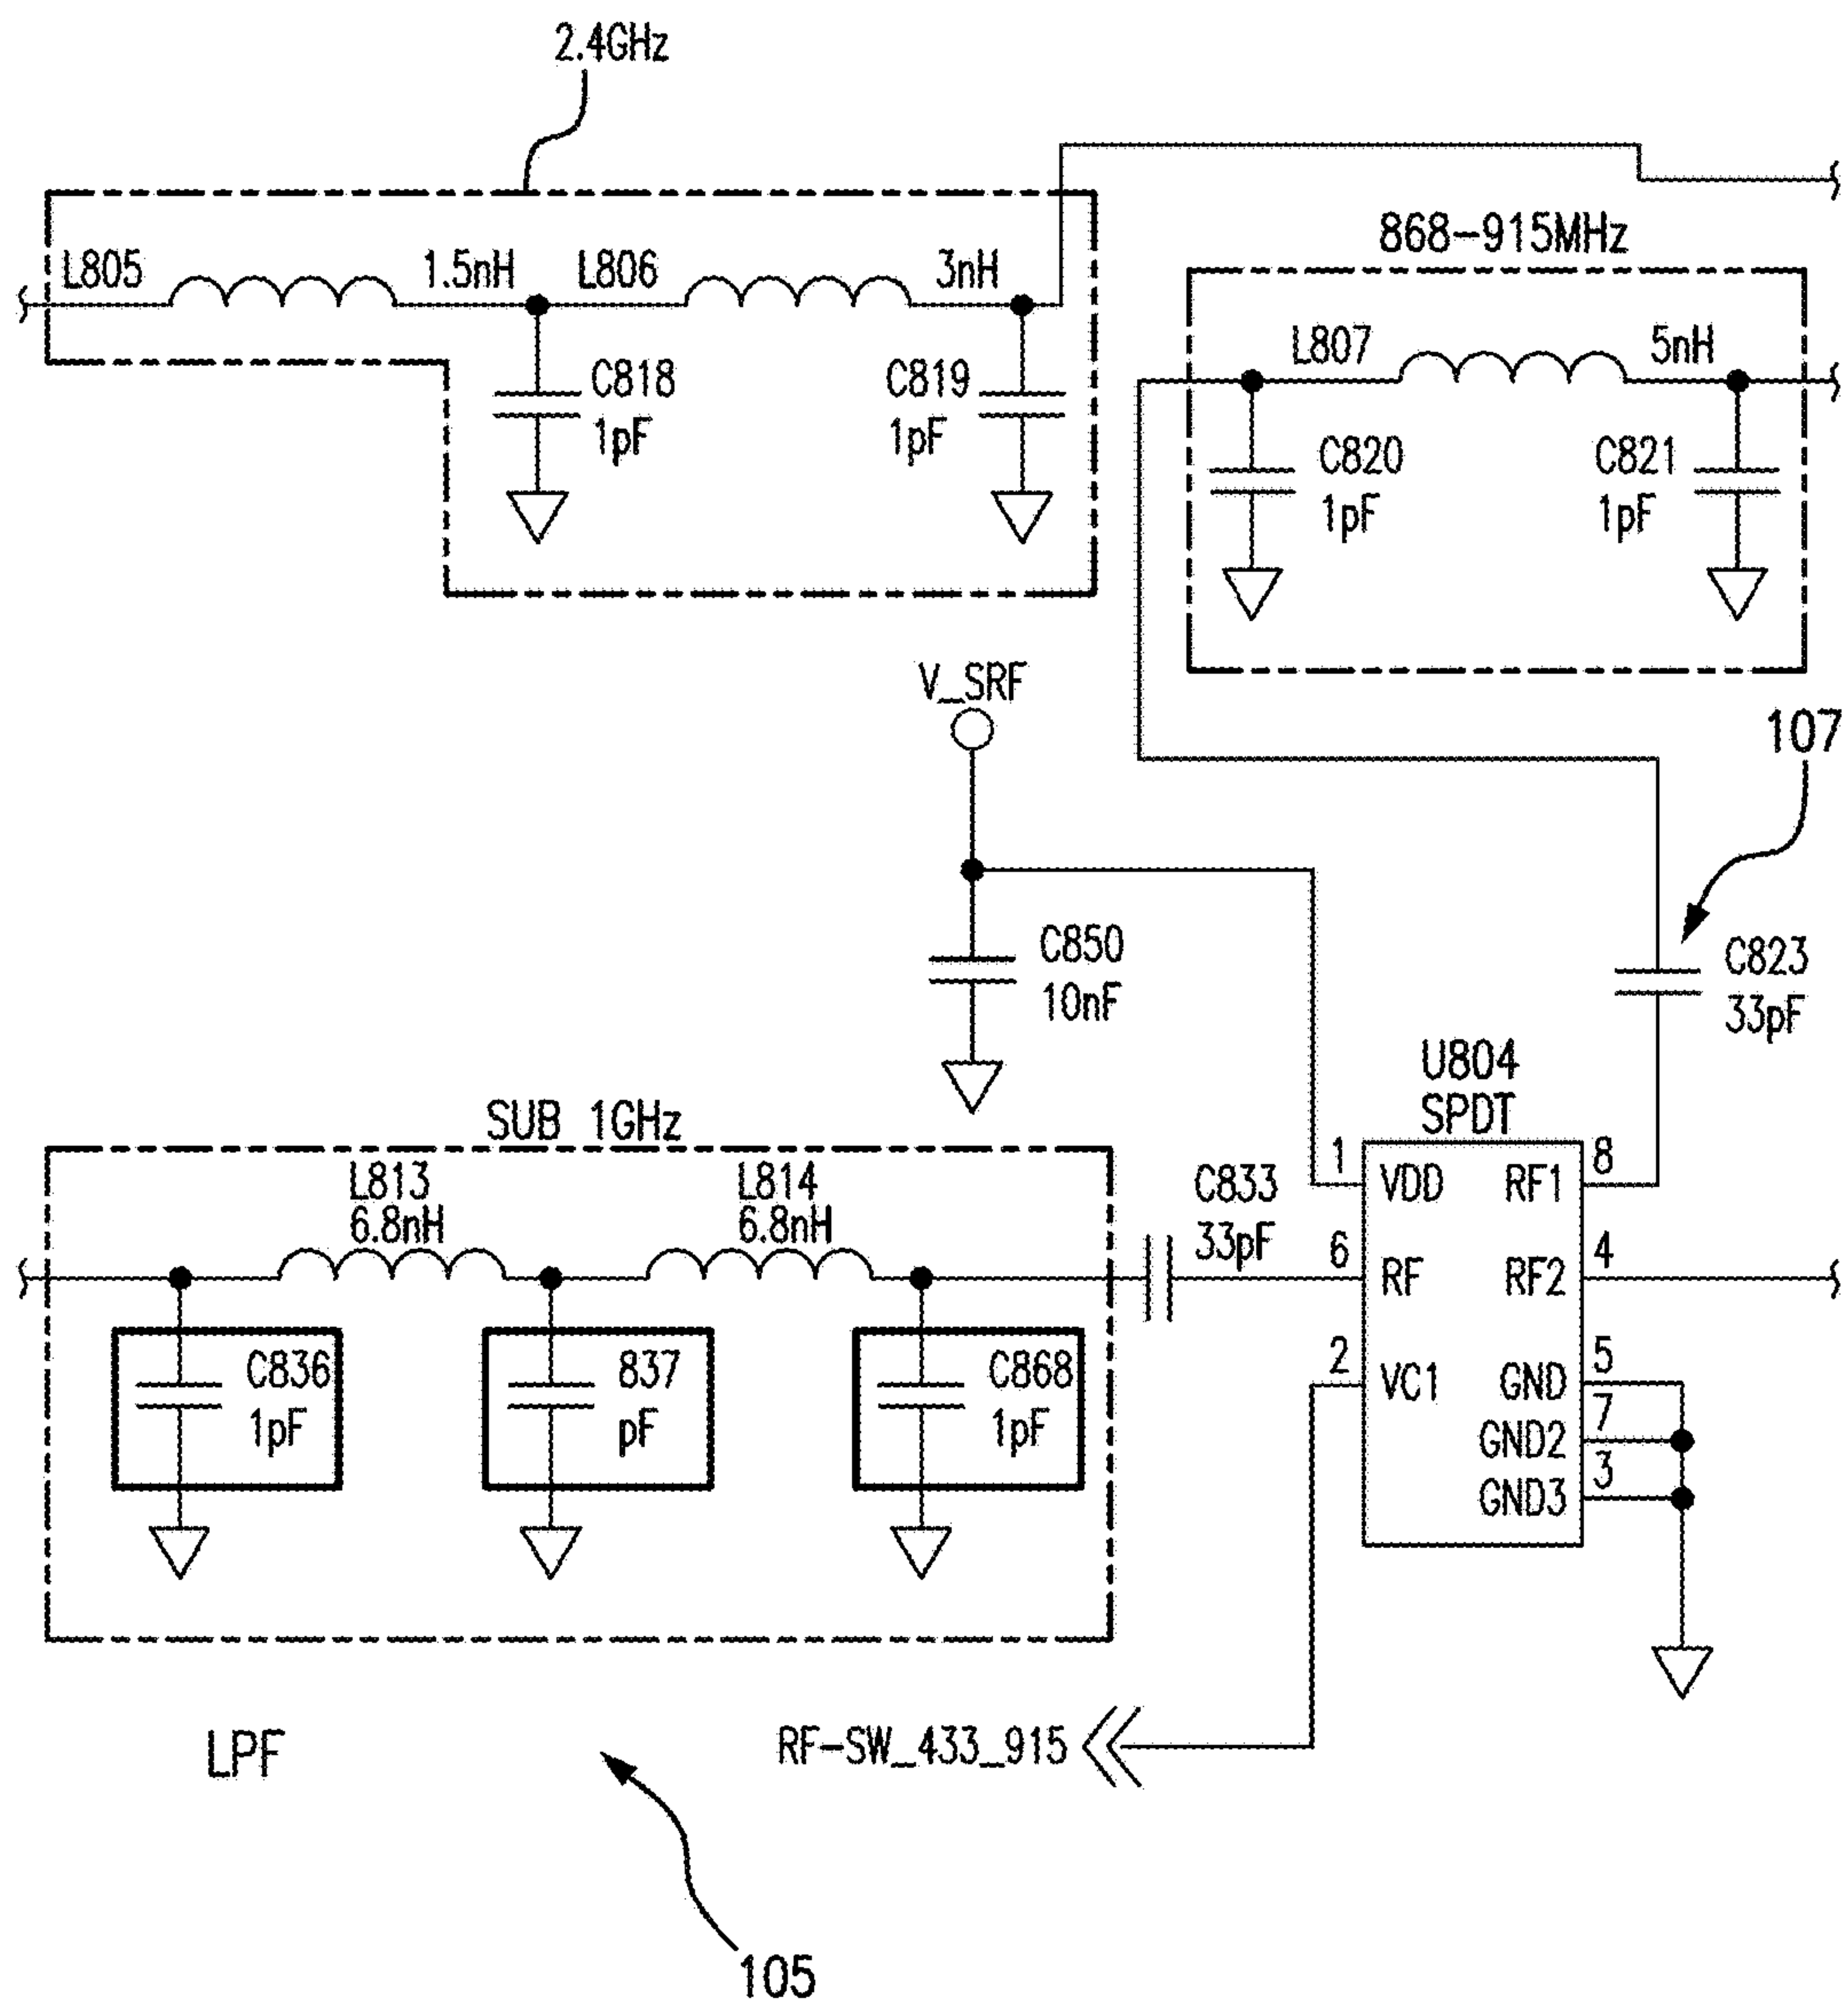 2.4GHz
868-915MHz
L805
1.5nH
L806
3nH
L807
5nH
C818
1pF
C819
1pF
C820
1pF
C821
1pF
V_SRF
107
C850
10nF
C823
33pF
U804
SPDT
SUB 1GHz
L813
6.8nH
L814
6.8nH
C833
33pF
1
VDD
RF1
8
6
RF
RF2
4
2
VC1
GND
5
GND2
7
GND3
3
C836
1pF
837
pF
C868
1pF
LPF
RF-SW_433_915
105